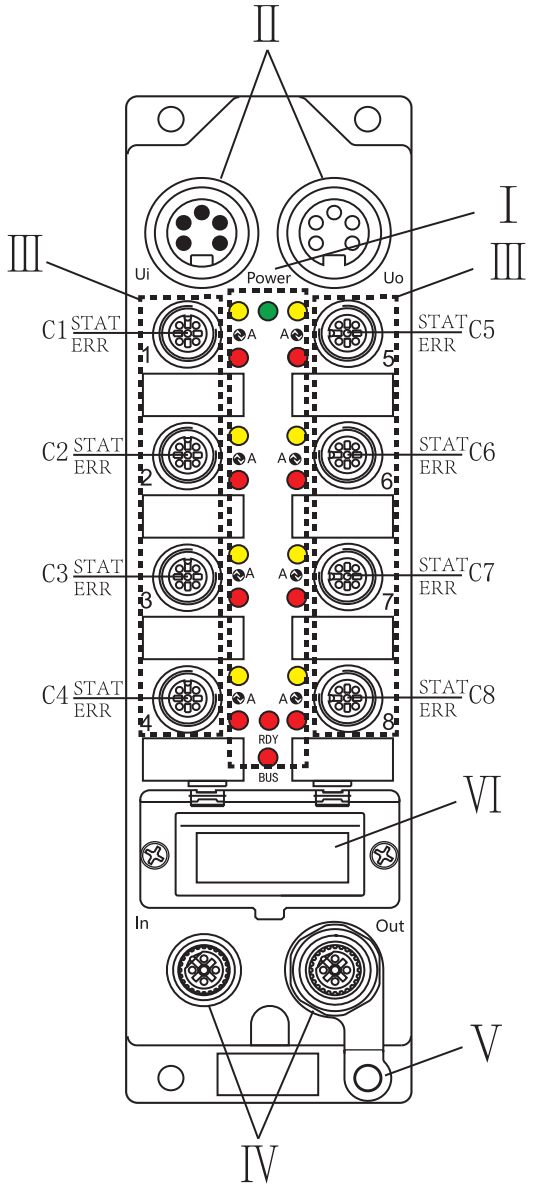 Ⅱ
Ⅰ
Ⅲ
Ⅲ
Ui
Power
Uo
C1 STAT
ERR
1
A
A
5
STAT C5
ERR
C2 STAT
ERR
2
A
A
6
STAT C6
ERR
C3 STAT
ERR
3
A
A
7
STAT C7
ERR
C4 STAT
ERR
4
A
A
8
STAT C8
ERR
RDY
BUS
Ⅵ
In
Out
Ⅴ
Ⅳ